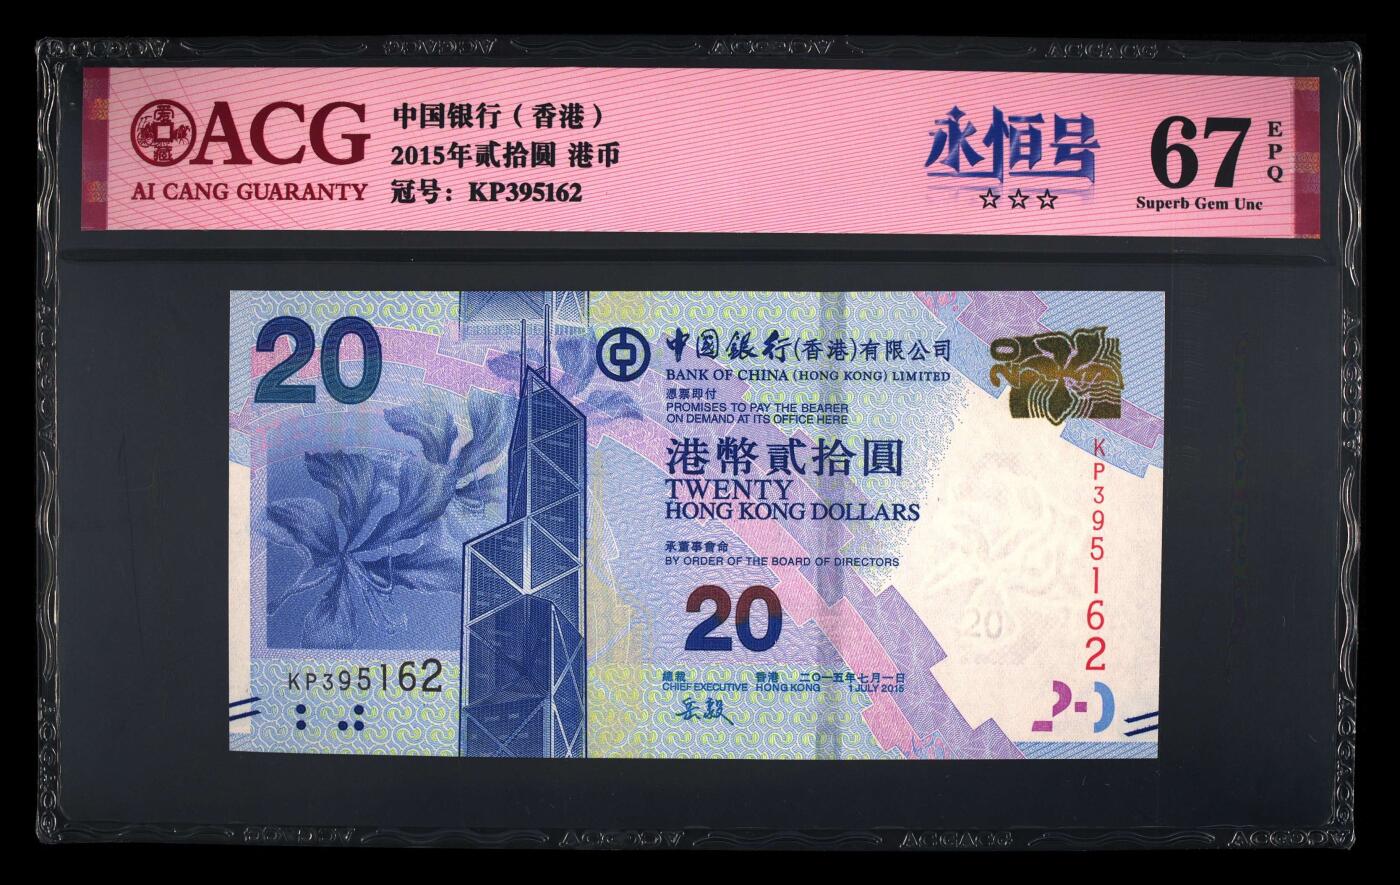 ACG
AI CANG GUARANTY
中国银行（香港）
2015年贰拾圆 港币
冠号：KP395162
永恒号
☆☆☆
67
EPQ
Superb Gem Unc
20
中国銀行(香港)有限公司
BANK OF CHINA (HONG KONG) LIMITED
憑票即付
PROMISES TO PAY THE BEARER
ON DEMAND AT ITS OFFICE HERE
港幣貳拾圓
TWENTY
HONG KONG DOLLARS
承董事會命
BY ORDER OF THE BOARD OF DIRECTORS
20
總裁 香港 二〇一五年七月一日
CHIEF EXECUTIVE HONG KONG 1 JULY 2015
岳毅
KP395162
20
KP395162
20